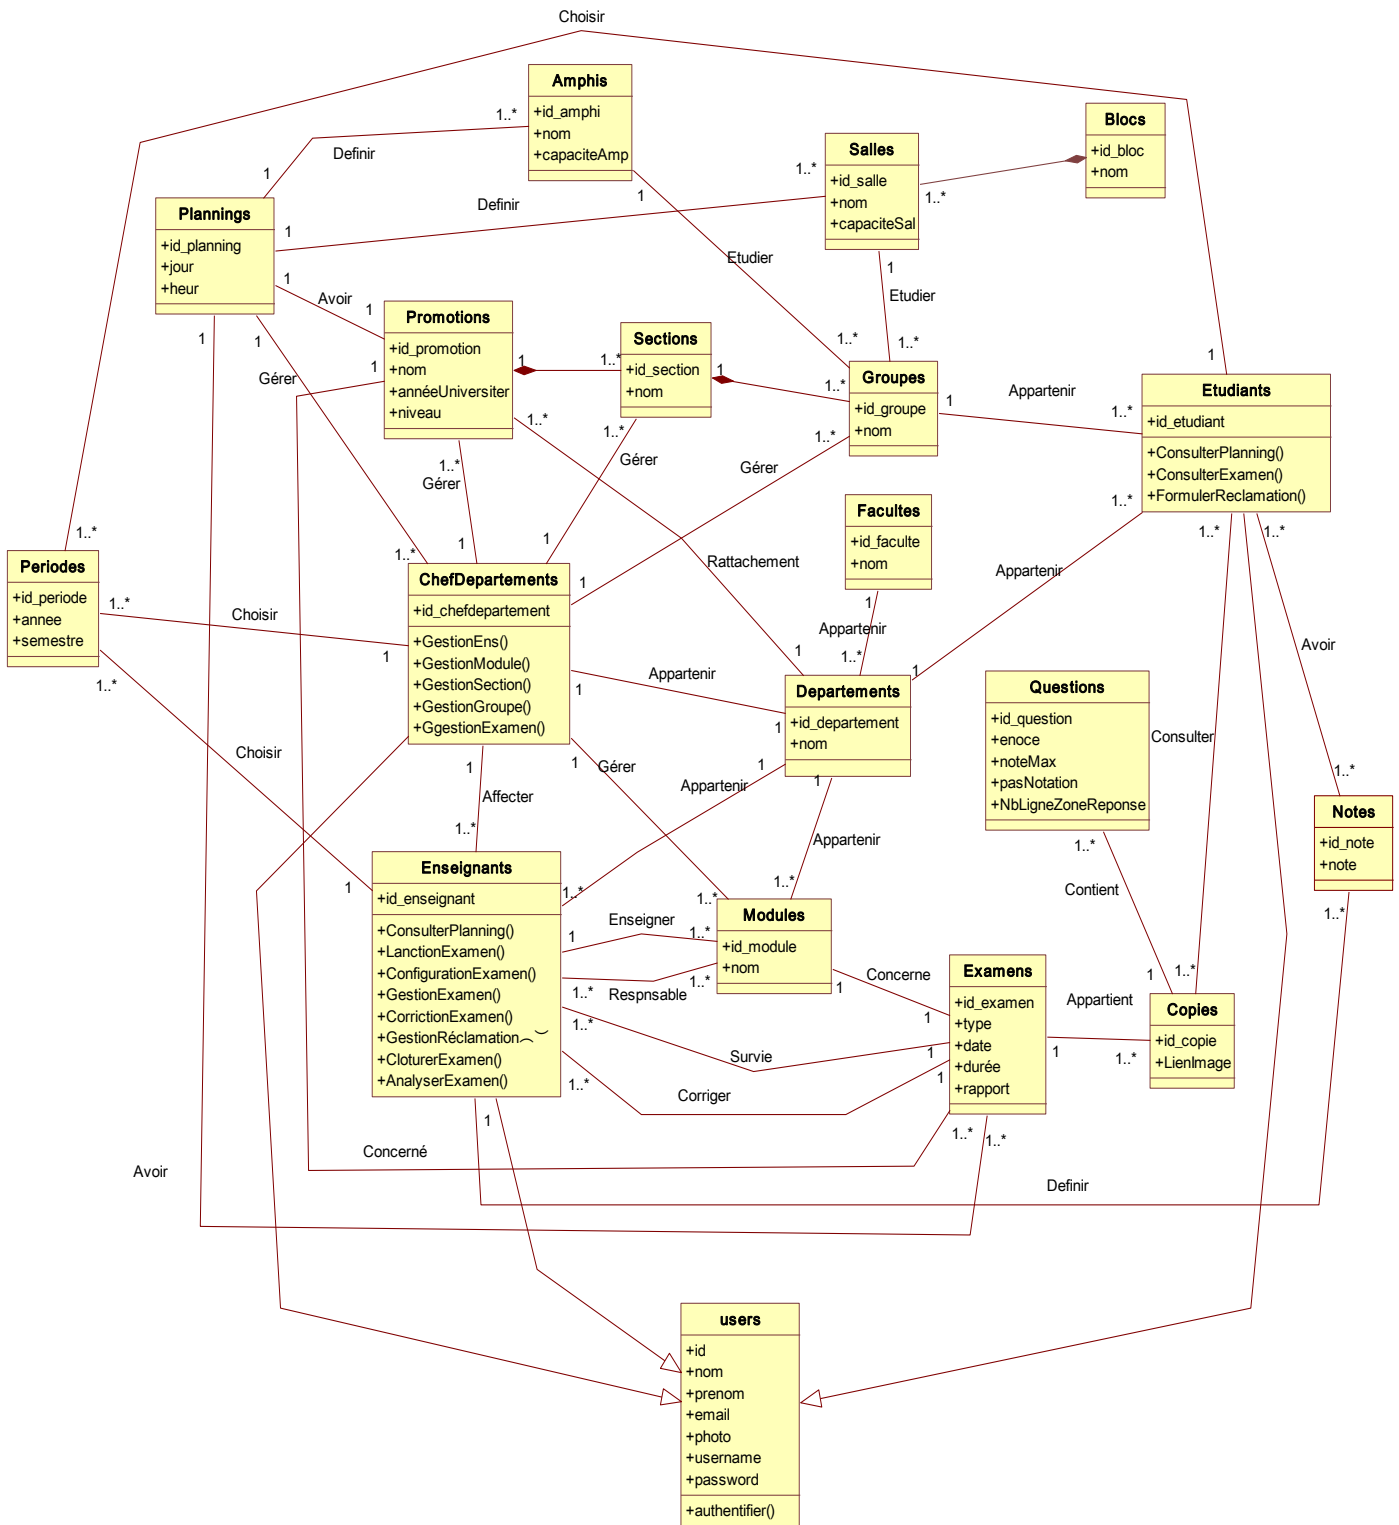 Choisir
Amphis
+id_amphi
+nom
+capaciteAmp
1..*
Definir
1
Blocs
+id_bloc
+nom
Salles
+id_salle
+nom
+capaciteSal
1..*
1..*
Definir
1
1
Plannings
+id_planning
+jour
+heur
1
Avoir
1
1
1
Etudier
1
Etudier
1..*
1..*
Promotions
+id_promotion
+nom
+annéeUniversiter
+niveau
1
1
1..*
Sections
+id_section
+nom
1
1..*
Groupes
+id_groupe
+nom
1
Appartenir
1..*
1
Etudiants
+id_etudiant
+ConsulterPlanning()
+ConsulterExamen()
+FormulerReclamation()
Gérer
1..*
1..*
Gérer
1
1..*
Gérer
1
1..*
Gérer
1
1..*
Rattachement
1
Facultes
+id_faculte
+nom
1
Appartenir
1..*
1..*
Appartenir
1
1..*
1..*
Periodes
+id_periode
+annee
+semestre
1..*
1..*
Choisir
1
1..*
Choisir
1
ChefDepartements
+id_chefdepartement
+GestionEns()
+GestionModule()
+GestionSection()
+GestionGroupe()
+GgestionExamen()
Appartenir
1
1
Departements
+id_departement
+nom
Questions
+id_question
+enoce
+noteMax
+pasNotation
+NbLigneZoneReponse
Consulter
Avoir
1..*
Notes
+id_note
+note
1..*
1
Affecter
1..*
1
Gérer
1..*
1
Appartenir
1..*
1
Appartenir
1..*
1..*
Contient
1
1..*
Enseignants
+id_enseignant
+ConsulterPlanning()
+LanctionExamen()
+ConfigurationExamen()
+GestionExamen()
+CorrictionExamen()
+GestionRéclamation()
+CloturerExamen()
+AnalyserExamen()
Enseigner
1
1..*
1..*
Respnsable
1..*
Modules
+id_module
+nom
1
Concerne
1
Examens
+id_examen
+type
+date
+durée
+rapport
Appartient
1
1..*
Copies
+id_copie
+LienImage
1..*
Survie
1
1..*
Corriger
1
1
Concerné
1..*
1..*
Avoir
Definir
users
+id
+nom
+prenom
+email
+photo
+username
+password
+authentifier()